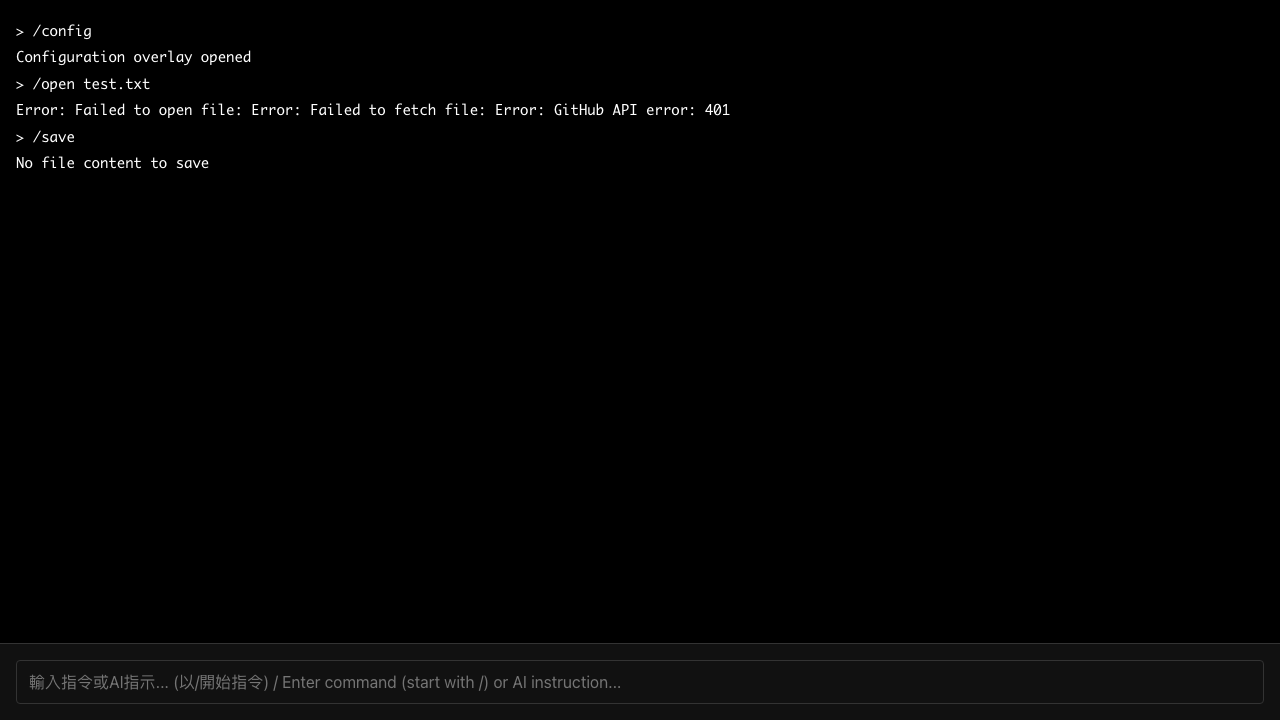 > /config
Configuration overlay opened
> /open test.txt
Error: Failed to open file: Error: Failed to fetch file: Error: GitHub API error: 401
> /save
No file content to save
輸入指令或AI指示... (以/開始指令) / Enter command (start with /) or AI instruction...